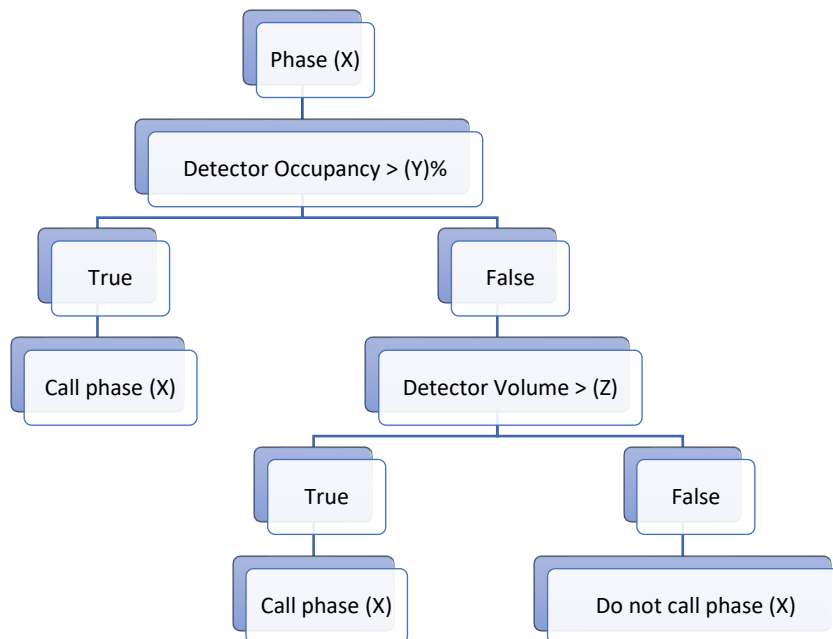 Phase (X)
Detector Occupancy > (Y)%
True
False
Call phase (X)
Detector Volume > (Z)
True
False
Call phase (X)
Do not call phase (X)